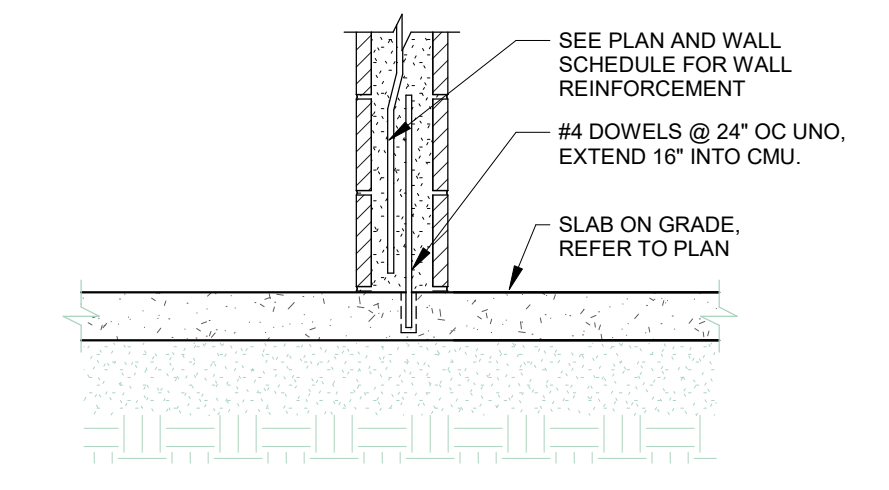 SEE PLAN AND WALL
SCHEDULE FOR WALL
REINFORCEMENT
#4 DOWELS @ 24" OC UNO,
EXTEND 16" INTO CMU.
SLAB ON GRADE,
REFER TO PLAN